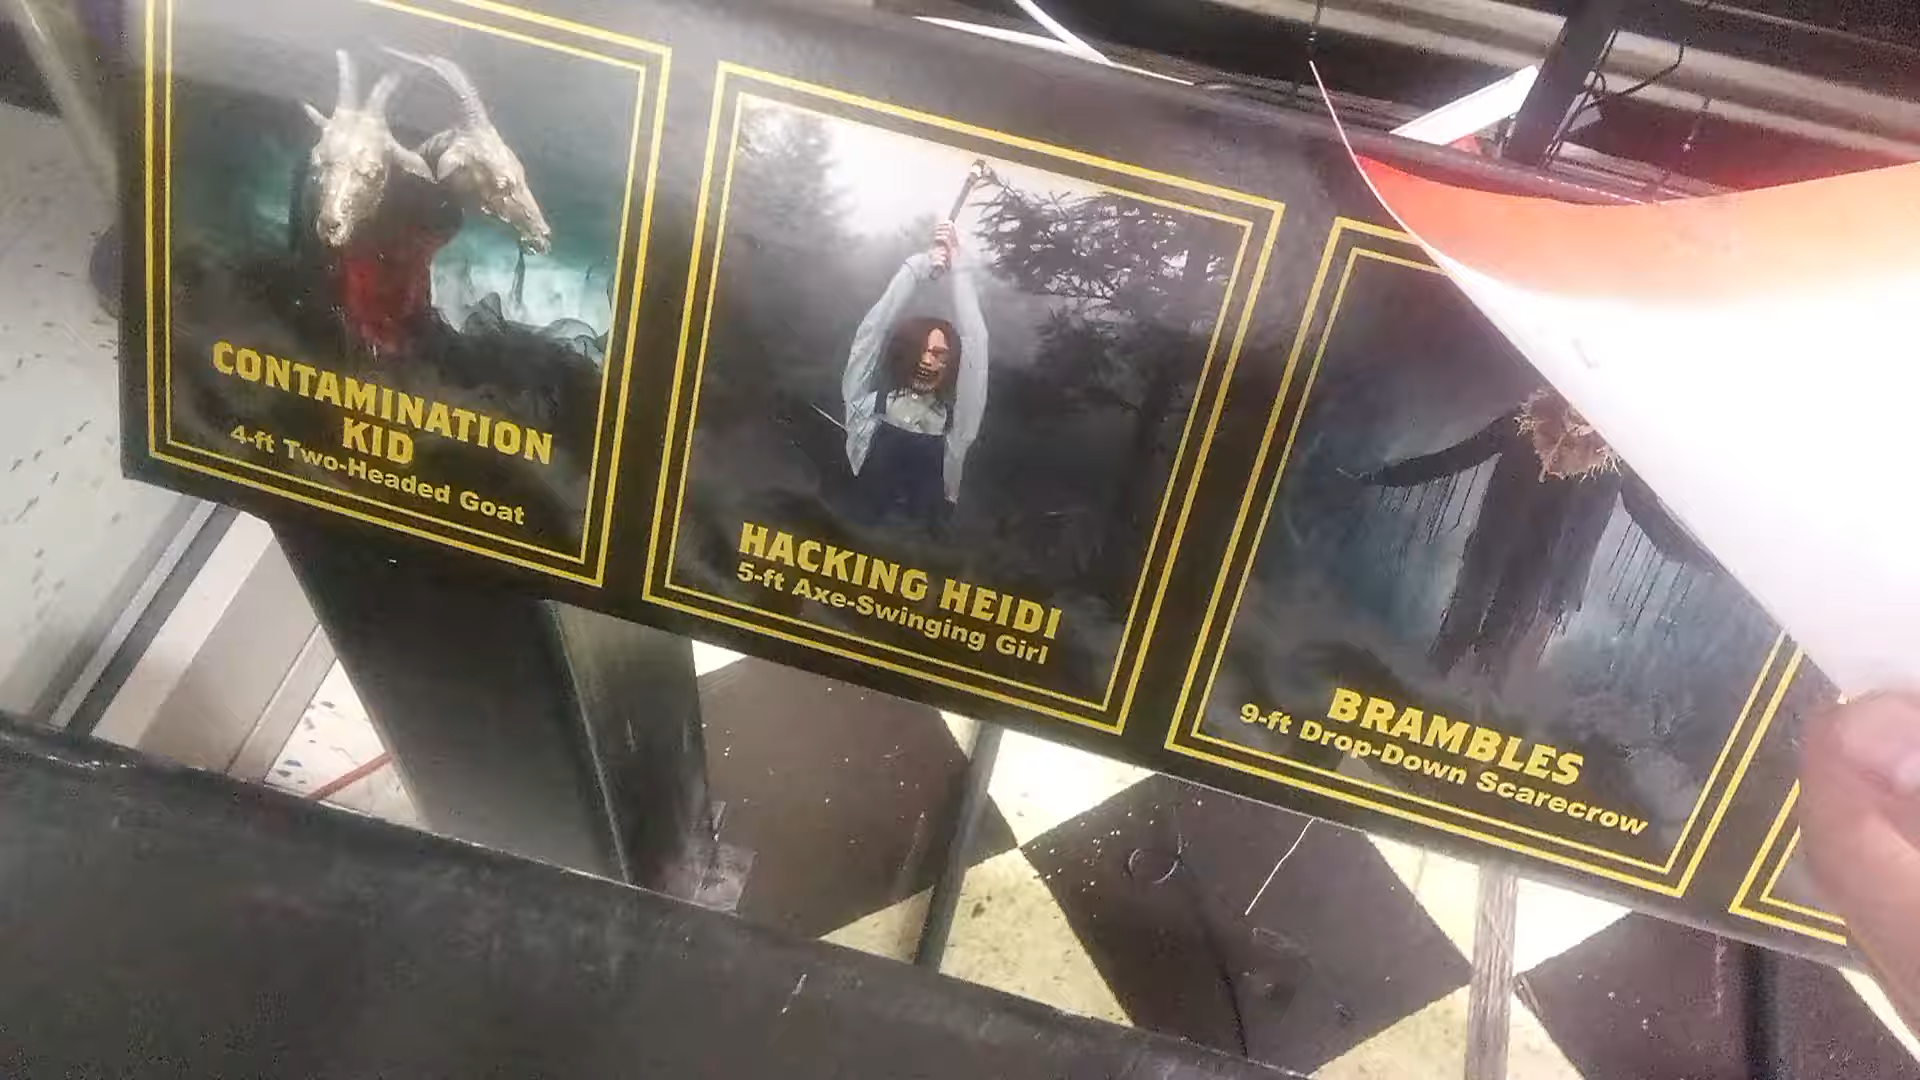 CONTAMINATION
KID
4-ft Two-Headed Goat
HACKING HEIDI
5-ft Axe-Swinging Girl
BRAMBLES
9-ft Drop-Down Scarecrow